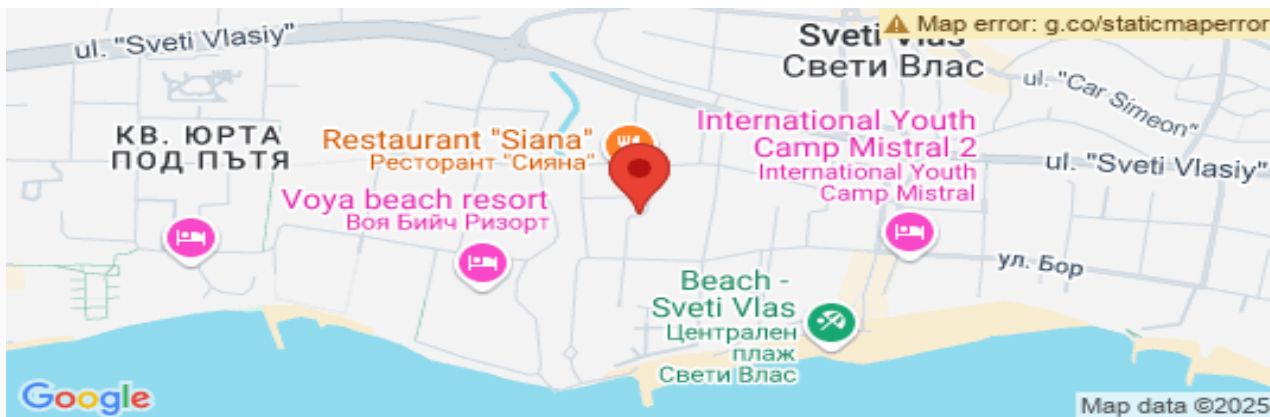 ul. "Sveti Vlasiy"
Map error: g.co/staticmaperror
Sveti Vlas
Свети Влас
ul. "Car Simeon"
КВ. ЮРТА
ПОД ПЪТЯ
Restaurant "Siana"
Ресторант "Сияна"
International Youth
Camp Mistral 2
International Youth
Camp Mistral
ul. "Sveti Vlasiy"
Voya beach resort
Воя Бийч Ризорт
ул. Бор
Beach -
Sveti Vlas
Централен
плаж
Свети Влас
Google
Map data ©2025